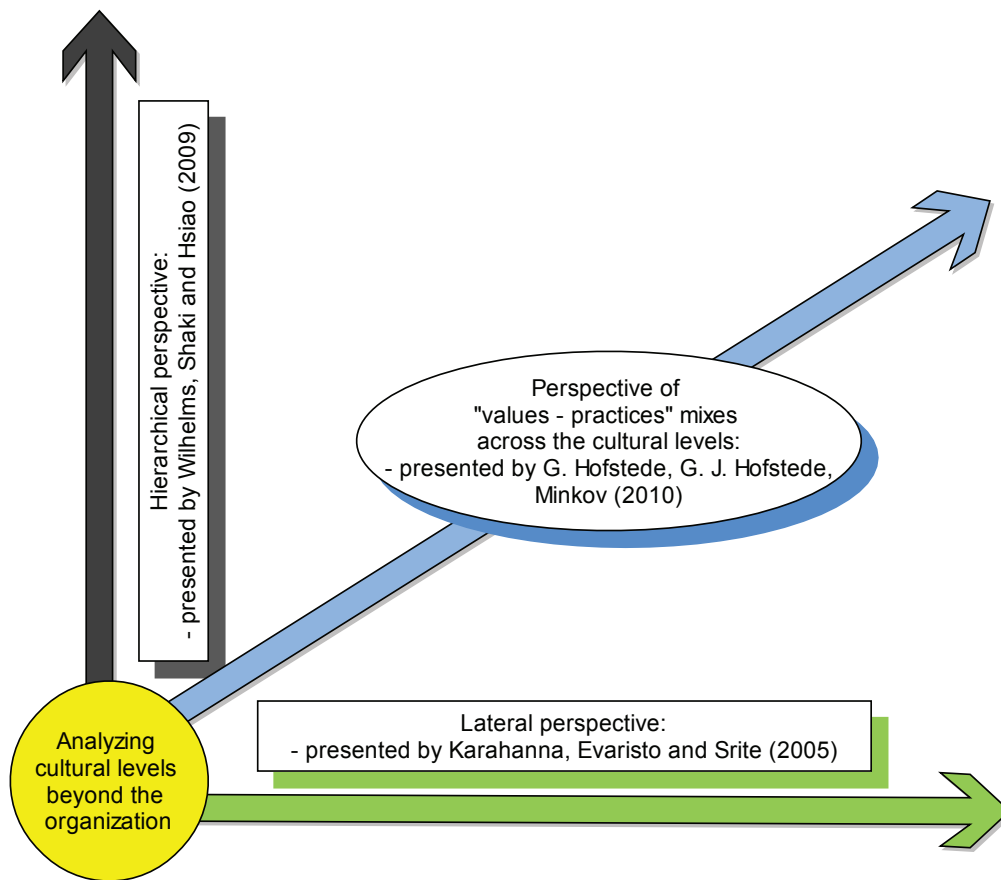 Hierarchical perspective:
- presented by Wilhelms, Shaki and Hsiao (2009)
Perspective of
"values - practices" mixes
across the cultural levels:
- presented by G. Hofstede, G. J. Hofstede,
Minkov (2010)
Lateral perspective:
- presented by Karahanna, Evaristo and Srite (2005)
Analyzing
cultural levels
beyond the
organization